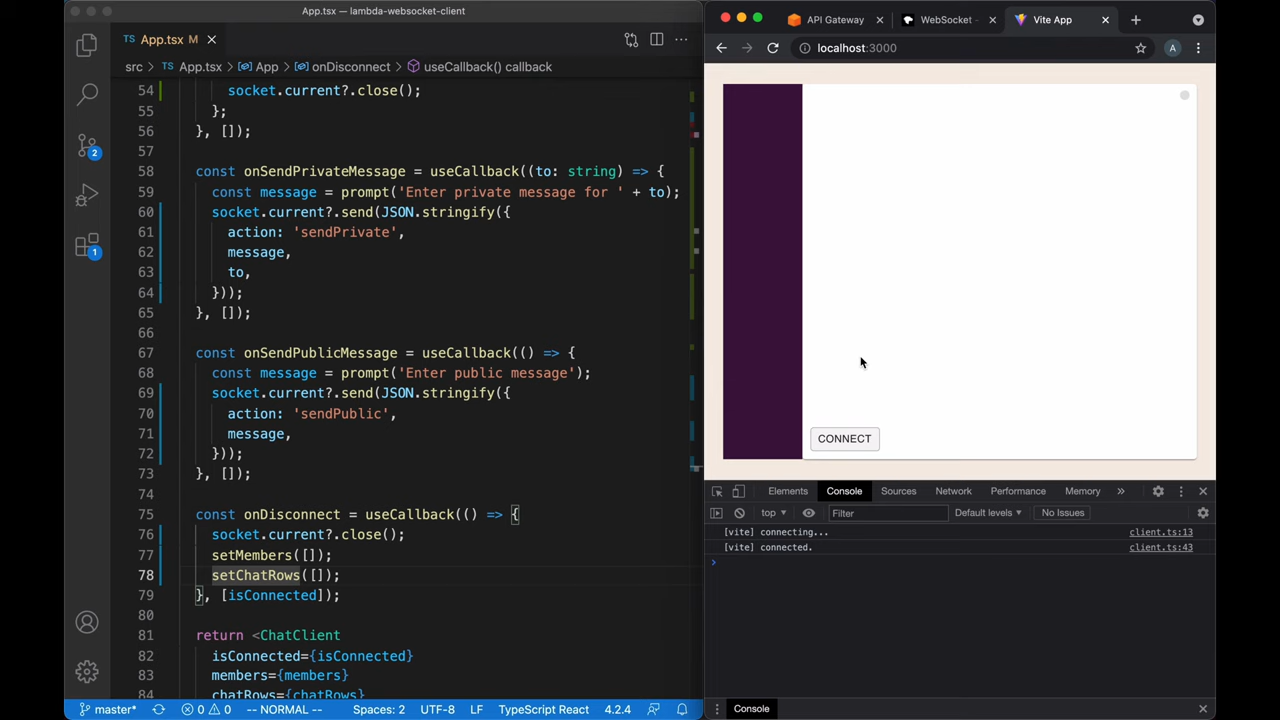 App.tsx — lambda-websocket-client
TS App.tsx M
src > App.tsx > App > onDisconnect > useCallback() callback
54 socket.current?.close();
55 };
56 }, []);
57
58 const onSendPrivateMessage = useCallback((to: string) => {
59 const message = prompt('Enter private message for ' + to);
60 socket.current?.send(JSON.stringify({
61 action: 'sendPrivate',
62 message,
63 to,
64 }));
65 }, []);
66
67 const onSendPublicMessage = useCallback(() => {
68 const message = prompt('Enter public message');
69 socket.current?.send(JSON.stringify({
70 action: 'sendPublic',
71 message,
72 }));
73 }, []);
74
75 const onDisconnect = useCallback(() => {
76 socket.current?.close();
77 setMembers([]);
78 setChatRows([]);
79 }, [isConnected]);
80
81 return <ChatClient
82 isConnected={isConnected}
83 members={members}
84 chatRows={chatRows}
2
1
master* 0 0 -- NORMAL -- Spaces: 2 UTF-8 LF TypeScript React 4.2.4
API Gateway
WebSocket -
Vite App
localhost:3000
A
CONNECT
Elements Console Sources Network Performance Memory »
top Filter Default levels No Issues
[vite] connecting... client.ts:13
[vite] connected. client.ts:43
Console